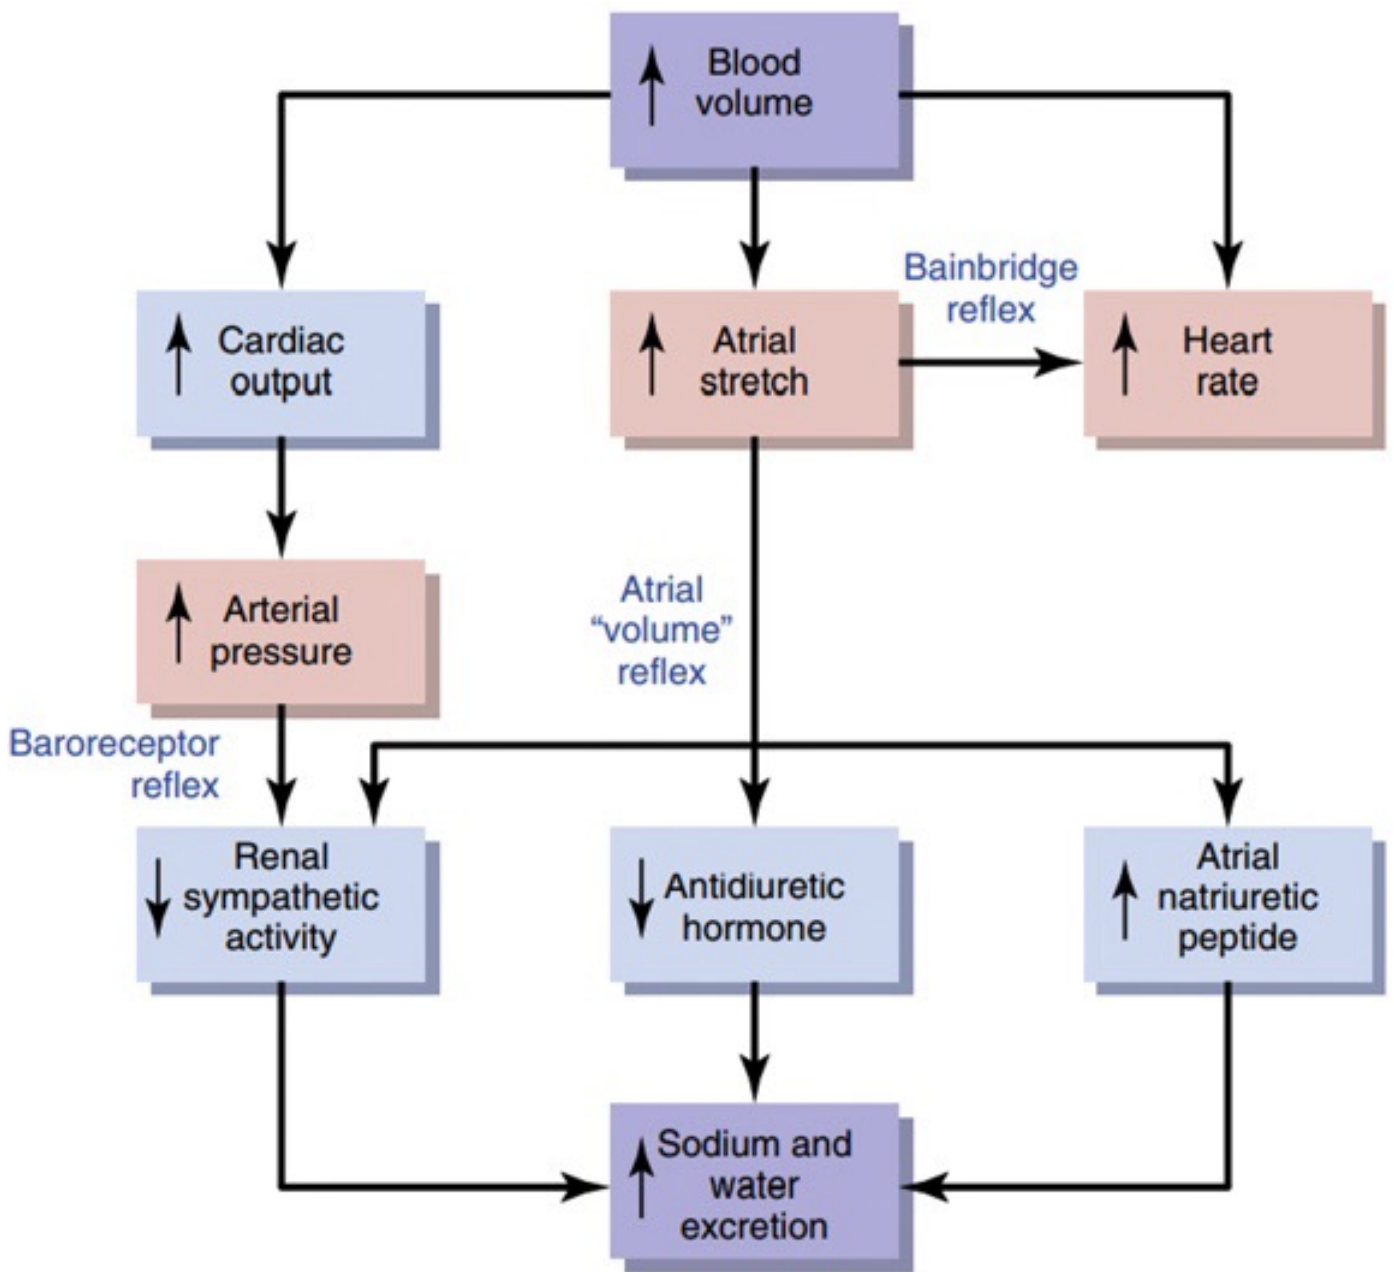 Blood
volume
Bainbridge
reflex
Cardiac
output
Atrial
stretch
Heart
rate
Arterial
pressure
Atrial
“volume”
reflex
Baroreceptor
reflex
Renal
sympathetic
activity
Antidiuretic
hormone
Atrial
natriuretic
peptide
Sodium and
water
excretion